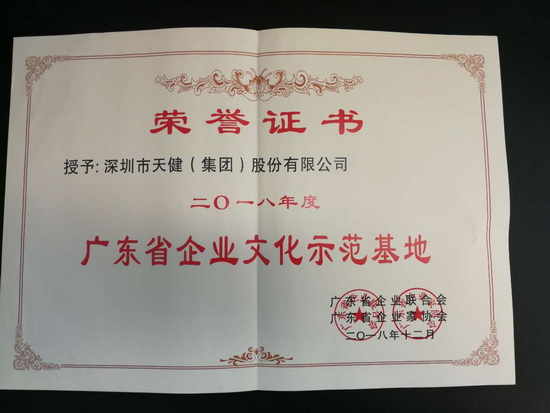 荣誉证书
授予：深圳市天健（集团）股份有限公司
二〇一八年度
广东省企业文化示范基地
广东省企业联合会
广东省企业家协会
二〇一八年十二月